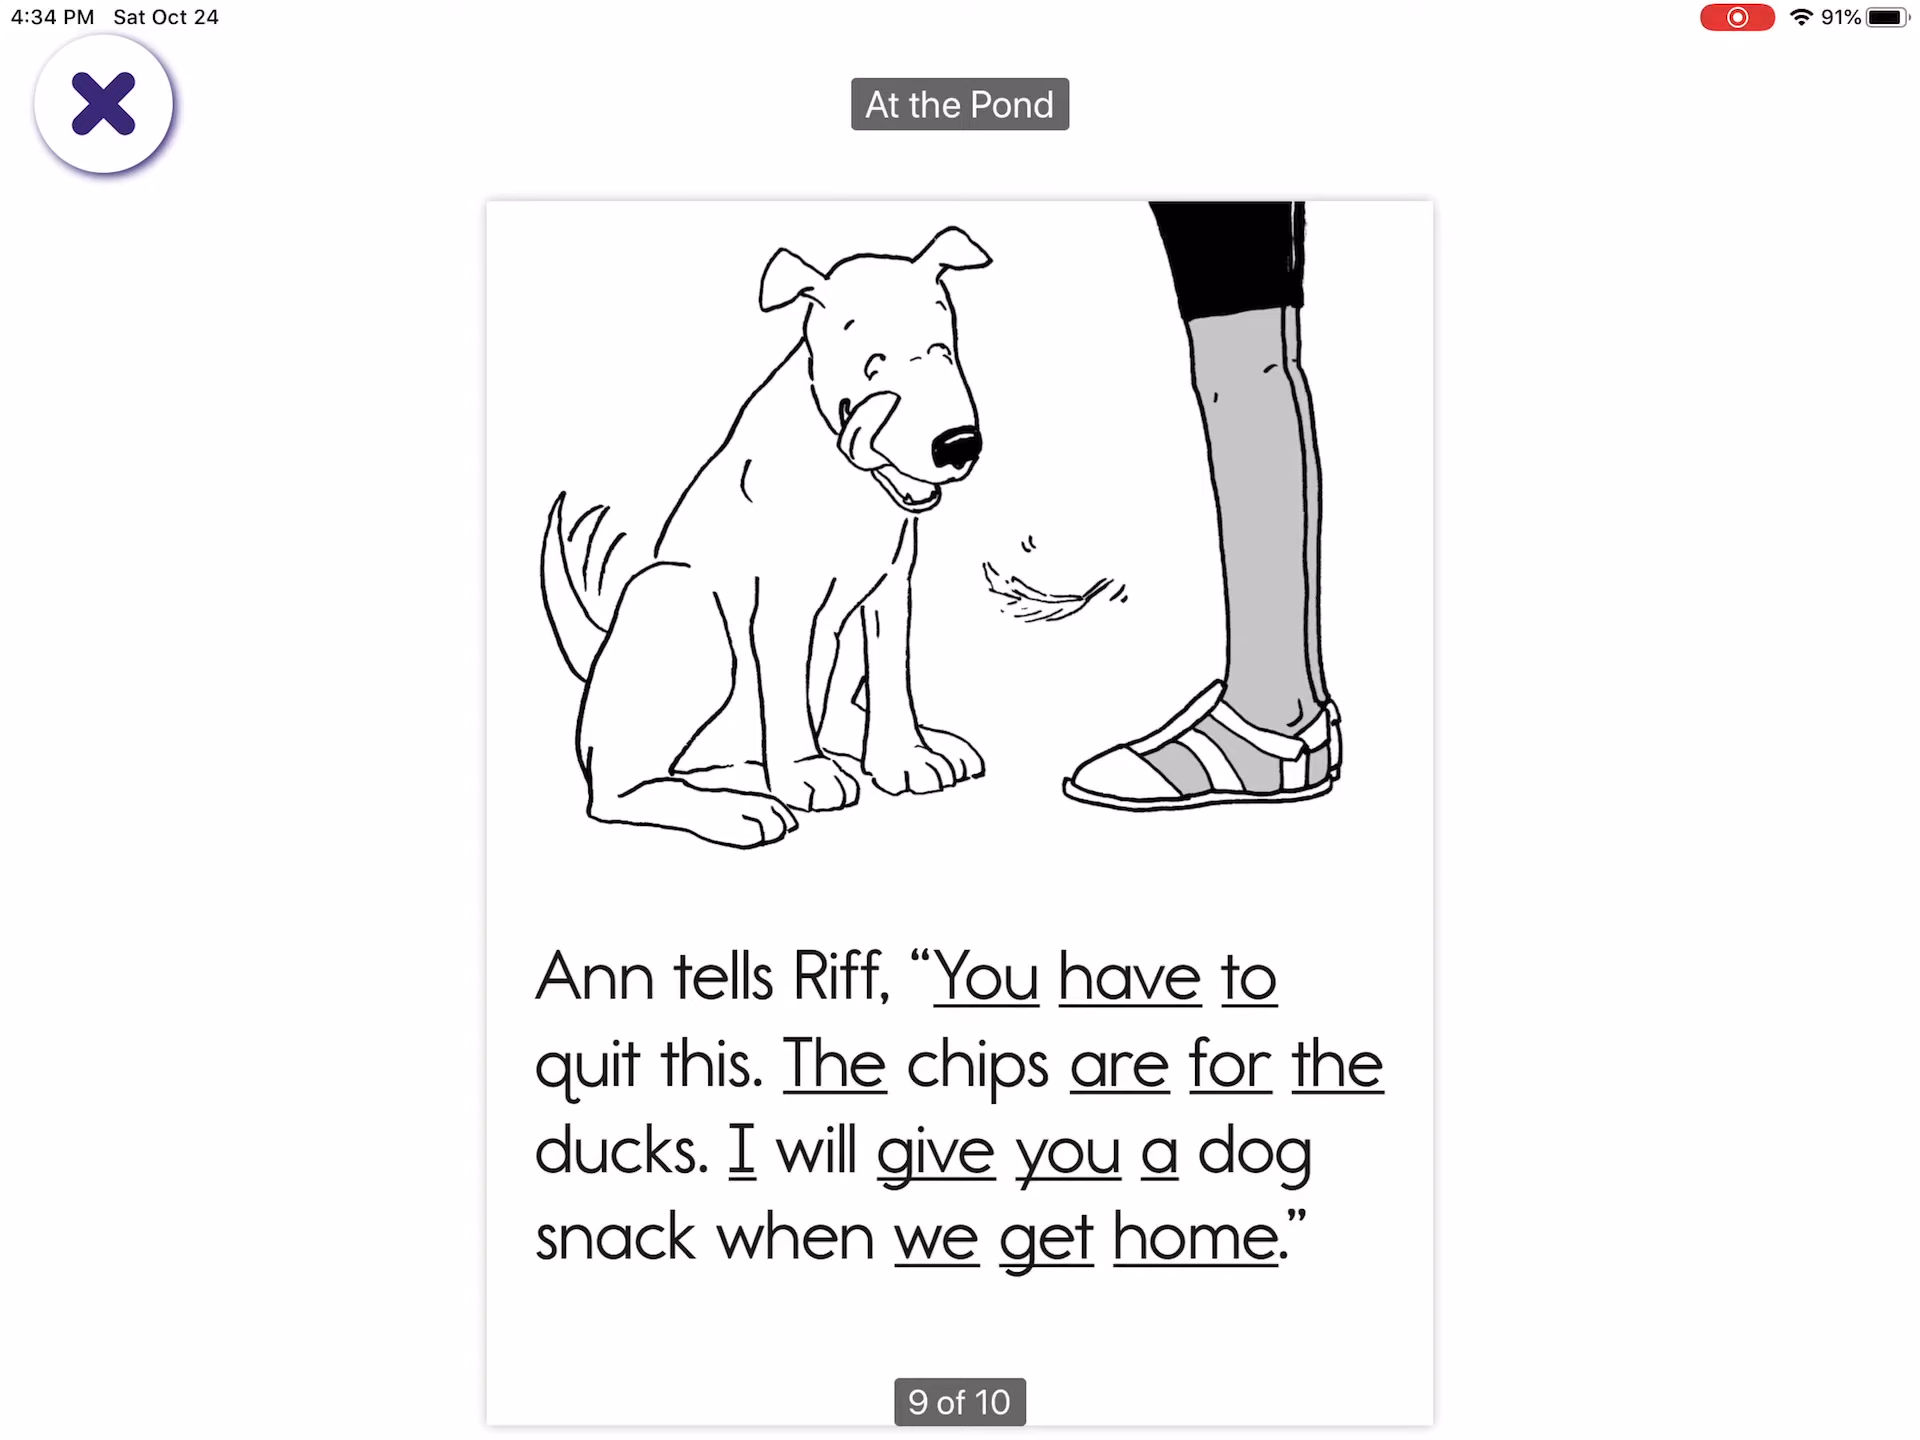 4:34 PM Sat Oct 24
91%
At the Pond
Ann tells Riff, “You have to
quit this. The chips are for the
ducks. I will give you a dog
snack when we get home.”
9 of 10